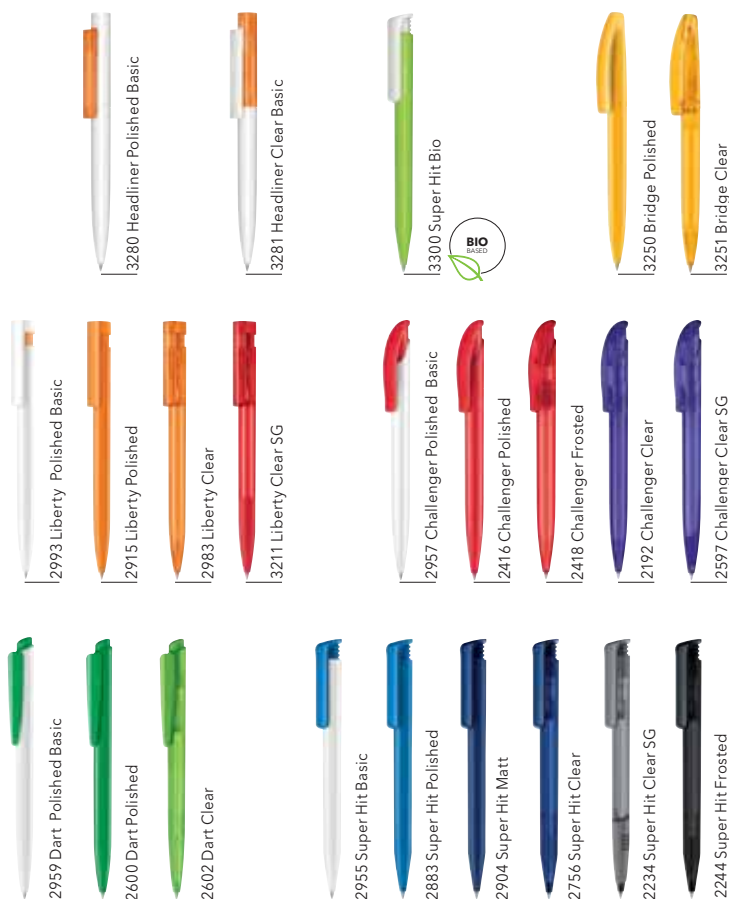 3280 Headliner Polished Basic
3281 Headliner Clear Basic
3300 Super Hit Bio
BIO
BASED
3250 Bridge Polished
3251 Bridge Clear
2993 Liberty Polished Basic
2915 Liberty Polished
2983 Liberty Clear
3211 Liberty Clear SG
2957 Challenger Polished Basic
2416 Challenger Polished
2418 Challenger Frosted
2192 Challenger Clear
2597 Challenger Clear SG
2959 Dart Polished Basic
2600 Dart Polished
2602 Dart Clear
2955 Super Hit Basic
2883 Super Hit Polished
2904 Super Hit Matt
2756 Super Hit Clear
2234 Super Hit Clear SG
2244 Super Hit Frosted